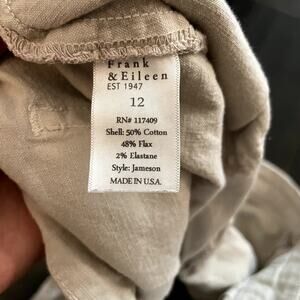 Frank
& Eileen
EST 1947
12
RN# 117409
Shell: 50% Cotton
48% Flax
2% Elastane
Style: Jameson
MADE IN U.S.A.